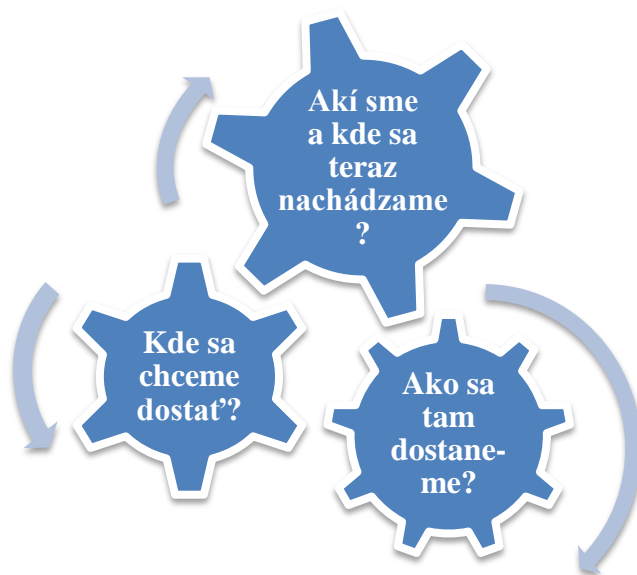 Akí sme
a kde sa
teraz
nachádzame
?
Kde sa
chceme
dostať?
Ako sa
tam
dostane-
me?